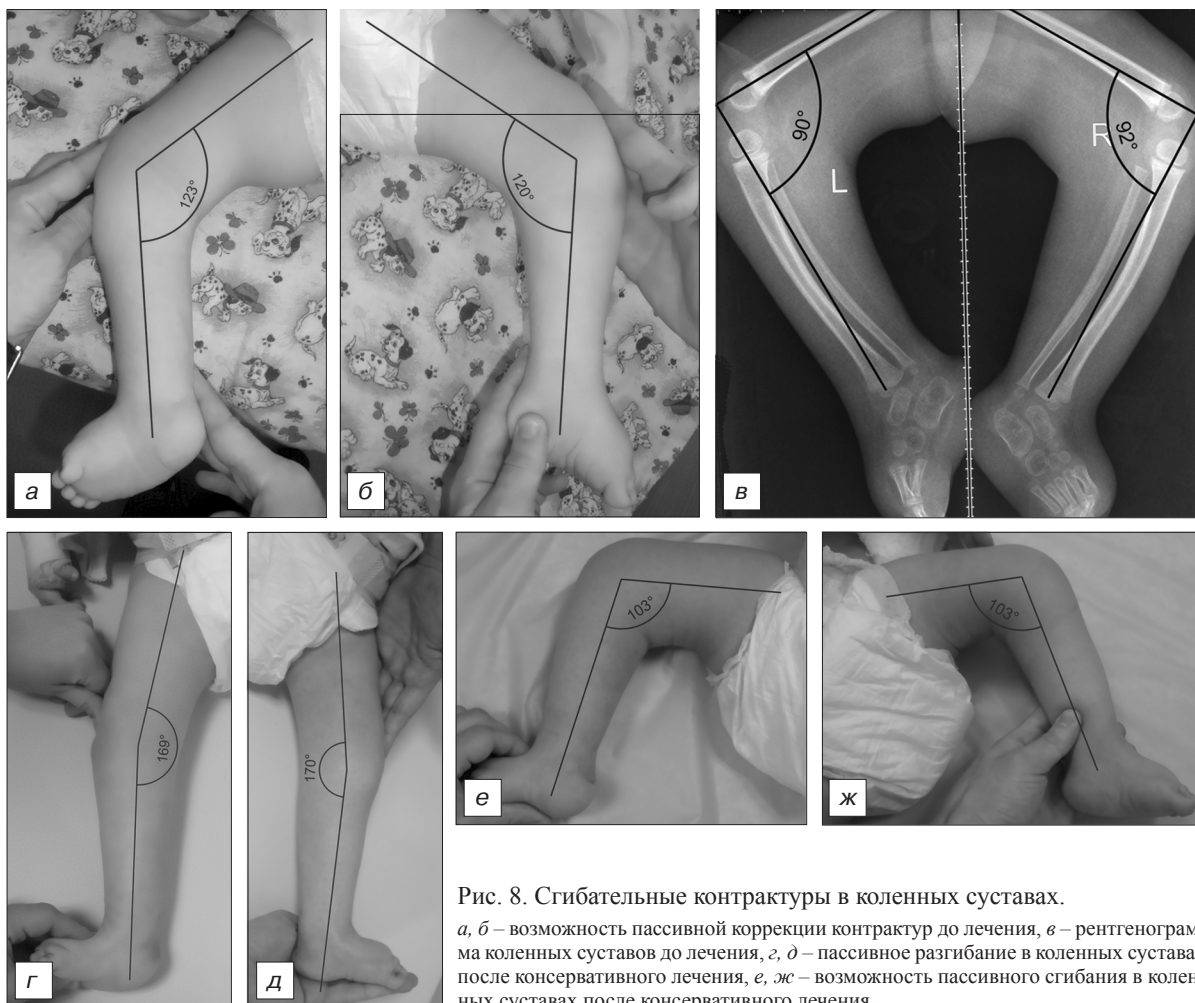 123°
а
120°
б
90°
L
R
92°
в
169°
г
170°
д
103°
е
103°
ж
Рис. 8. Сгибательные контрактуры в коленных суставах.
а, б – возможность пассивной коррекции контрактур до лечения, в – рентгенограм
ма коленных суставов до лечения, г, д – пассивное разгибание в коленных сустава
после консервативного лечения, е, ж – возможность пассивного сгибания в колен
ных суставах после консервативного лечения